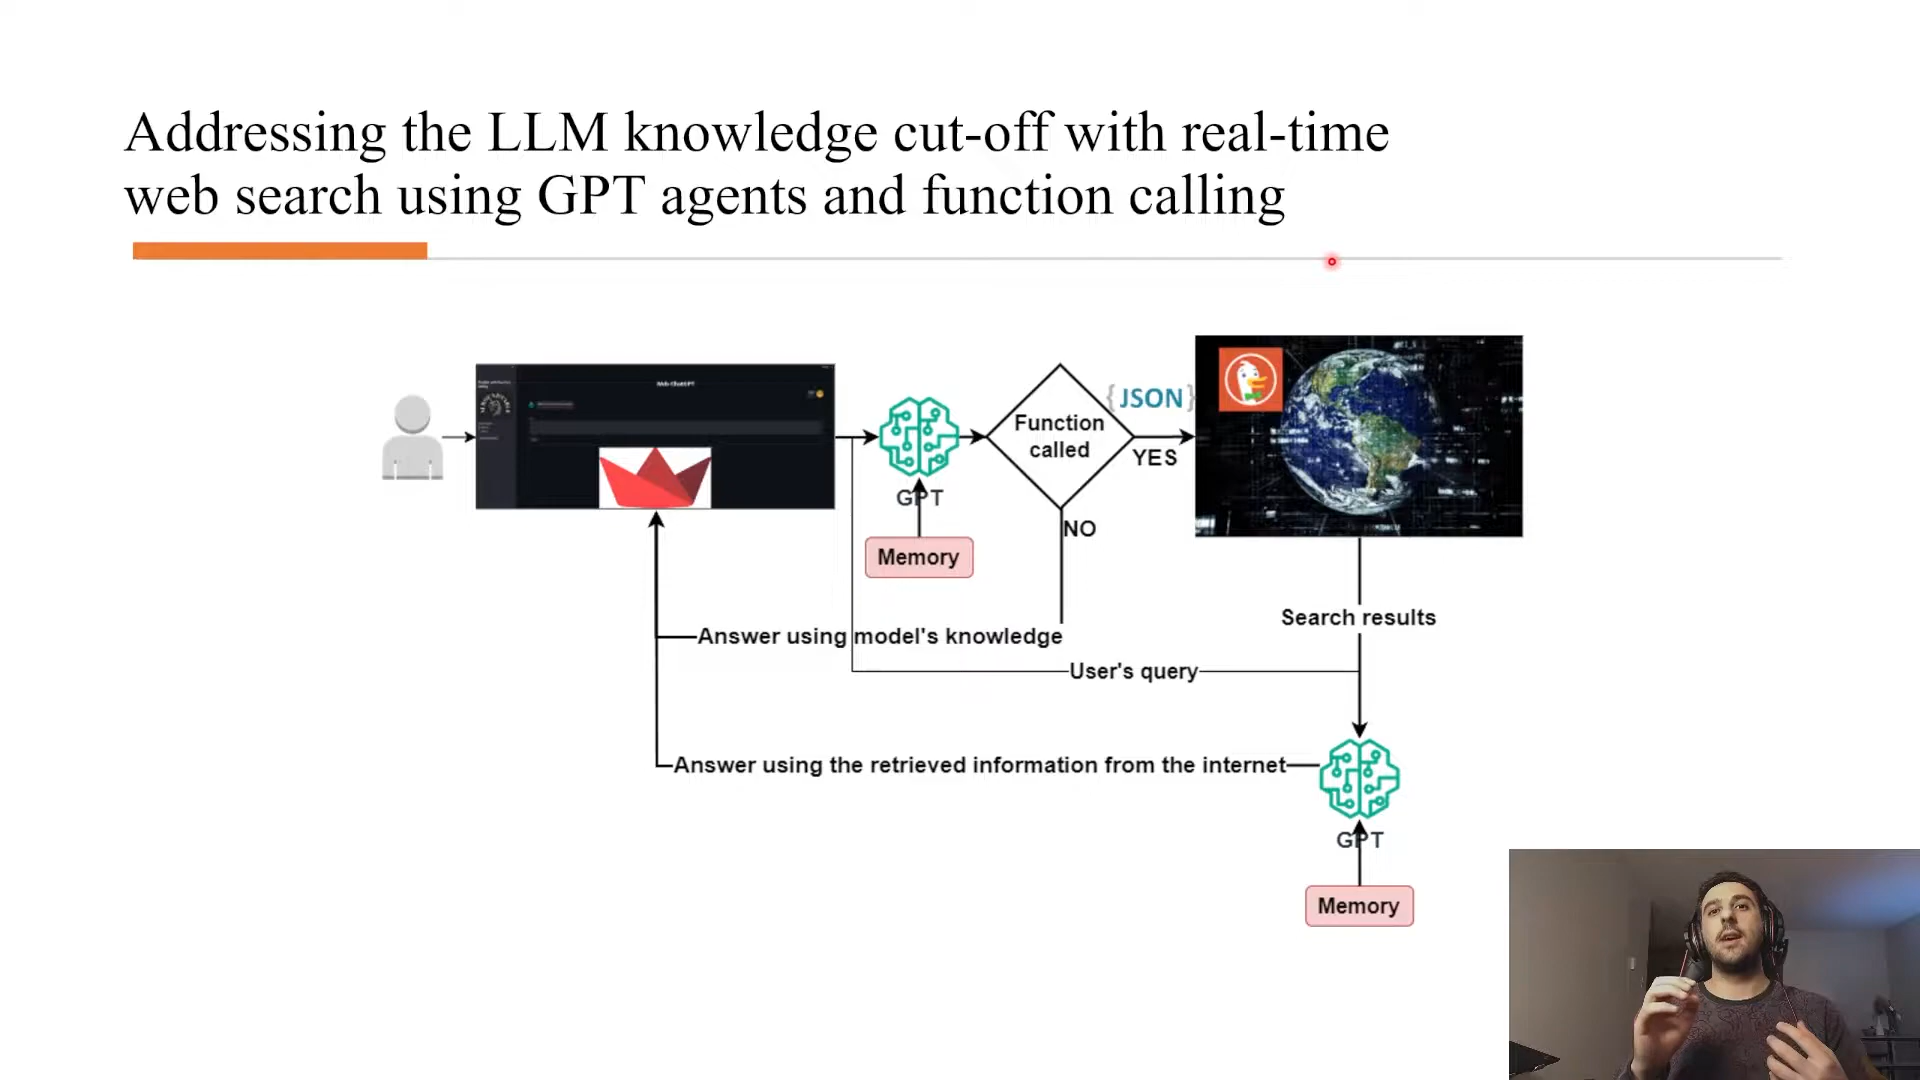 Addressing the LLM knowledge cut-off with real-time
web search using GPT agents and function calling
Web ChatGPT
GPT
Memory
Function
called
{JSON}
YES
NO
Search results
Answer using model's knowledge
User's query
Answer using the retrieved information from the internet
GPT
Memory